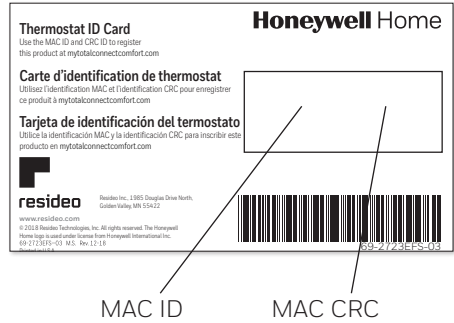 Honeywell Home
Thermostat ID Card
Use the MAC ID and CRC ID to register
this product at mytotalconnectcomfort.com
Carte d'identification de thermostat
Utilisez l'identification MAC et l'identification CRC pour enregistrer
ce produit à mytotalconnectcomfort.com
Tarjeta de identificación del termostato
Utilice la identificación MAC y la identificación CRC para inscribir este
producto en mytotalconnectcomfort.com
resideo
Resideo Inc., 1985 Douglas Drive North,
Golden Valley, MN 55422
www.resideo.com
© 2018 Resideo Technologies, Inc. All rights reserved. The Honeywell
Home logo is used under license from Honeywell International Inc.
69-2723EFS-03 M.S. Rev. 12-18
Printed in U.S.A.
69-2723EFS-03
MAC ID
MAC CRC